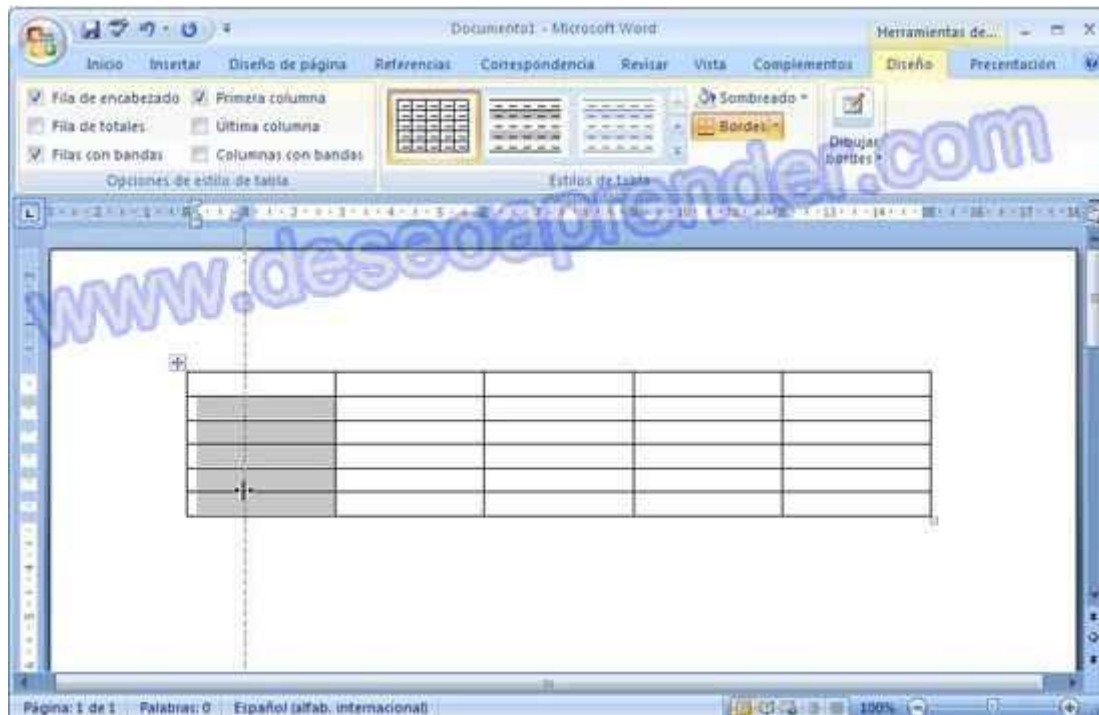 Documento1 - Microsoft Word
Herramientas de...
Inicio Insertar Diseño de página Referencias Correspondencia Revisar Vista Complementos Diseño Presentación
Fila de encabezado Primera columna
Fila de totales Última columna
Filas con bandas Columnas con bandas
Opciones de estilo de tabla
Sombreado
Bordes
Estilos de tabla
Dibujar
bordes
www.deseoaprender.com
Página: 1 de 1 Palabras: 0 Español (alfab. internacional) 100%